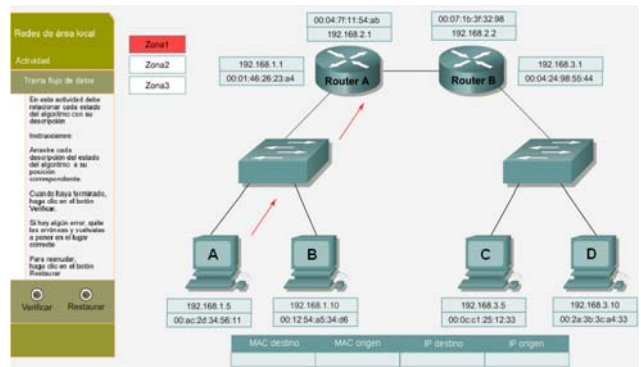 Redes de área local
Actividad
Trama flujo de datos
En esta actividad debe
relacionar cada estado
del algoritmo con su
descripción
Instrucciones:
Arrastre cada
descripción del estado
del algoritmo a su
posición
correspondiente.
Cuando haya terminado,
haga clic en el botón
Verificar.
Si hay algún error, quite
las erróneas y vuélvalas
a poner en el lugar
correcto
Para reanudar,
haga clic en el botón
Restaurar
Verificar
Restaurar
Zona1
Zona2
Zona3
00:04:7f:11:54:ab
192.168.2.1
00:07:1b:3f:32:98
192.168.2.2
192.168.1.1
00:01:46:26:23:a4
Router A
Router B
192.168.3.1
00:04:24:98:55:44
A
B
C
D
192.168.1.5
00:ac:2d:34:56:11
192.168.1.10
00:12:54:a5:34:d6
192.168.3.5
00:0c:c1:25:12:33
192.168.3.10
00:2a:3b:3c:a4:33
MAC destino
MAC origen
IP destino
IP origen